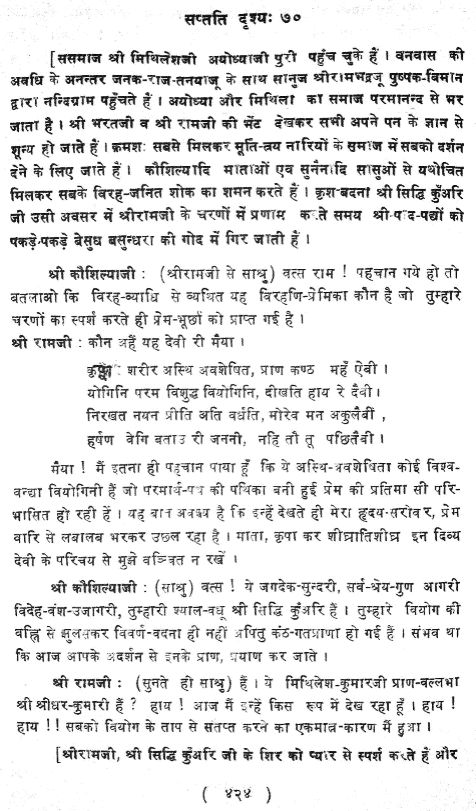 सप्तति दृश्यः ७०
[ससमाज श्री मिथिलेशजी अयोध्याजी पुरी पहुँच चुके हैं । वनवास की
अवधि के अनन्तर जनक-राज-तनयाजू के साथ सानुज श्रीरामभद्रजू पुष्पक-विमान
द्वारा नन्दिग्राम पहुँचते हैं । अयोध्या और मिथिला का समाज परमानन्द से भर
जाता है । श्री भरतजी व श्री रामजी की भेंट देखकर सभी अपने पन के ज्ञान से
शून्य हो जाते हैं । क्रमशः सबसे मिलकर मूर्ति-त्रय नारियों के समाज में सबको दर्शन
देने के लिए जाते हैं । कौशिल्यादि माताओं एवं सुनैनादि सासुओं से यथोचित
मिलकर सबके विरह-जनित शोक का शमन करते हैं । कृश-बदना श्री सिद्धि कुँअरि
जी उसी अवसर में श्रीरामजी के चरणों में प्रणाम करते समय श्री-पाद-पद्मों को
पकड़े-पकड़े बेसुध बसुन्धरा की गोद में गिर जाती हैं ।
श्री कौशिल्याजी : (श्रीरामजी से साश्रु) वत्स राम ! पहचान गये हो तो
बतलाओ कि विरह-व्याधि से व्यथित यह विरहणि-प्रेमिका कौन है जो तुम्हारे
चरणों का स्पर्श करते ही प्रेम-मूर्छा को प्राप्त गई है ।
श्री रामजी : कौन अहैं यह देवी री मैया ।
शरीर अस्थि अवशेषित, प्राण कण्ठ महँ ऐवी ।
योगिनि परम विशुद्ध वियोगिनि, दीखति हाय रे दैवी ।
निरखत नयन प्रीति अति वर्धति, मोरेव मन अकुलैवीं ,
हर्षण वेगि बताउ री जननी, नहि तौ तू पछितैवी ।
मैया ! मैं इतना ही पहचान पाया हूँ कि ये अस्थि-अवशेषिता कोई विश्व-
वन्द्या वियोगिनी हैं जो परमार्थ-पथ की पथिका बनी हुई प्रेम की प्रतिमा सी परि-
भासित हो रही हैं । यह बात अवश्य है कि इन्हें देखते ही मेरा हृदय-सरोवर, प्रेम
वारि से लबालब भरकर उछल रहा है । माता, कृपा कर शीघ्रातिशीघ्र इन दिव्य
देवी के परिचय से मुझे वञ्चित न रखें ।
श्री कौशिल्याजी : (साश्रु) वत्स ! ये जगदेक-सुन्दरी, सर्व-श्रेय-गुण आगरी
विदेह-वंश-उजागरी, तुम्हारी श्याल-वधू श्री सिद्धि कुँअरि हैं । तुम्हारे वियोग की
वह्नि से झुलसकर विवर्ण-वदना ही नहीं अपितु कंठ-गतप्राणा हो गई हैं । संभव था
कि आज आपके अदर्शन से इनके प्राण, प्रयाण कर जाते ।
श्री रामजी : (सुनते ही साश्रु) हैं । ये मिथिलेश-कुमारजी प्राण-वल्लभा
श्री श्रीधर-कुमारी हैं ? हाय ! आज मैं इन्हें किस रूप में देख रहा हूँ । हाय !
हाय !! सबको वियोग के ताप से संतप्त करने का एकमात्र-कारण मैं हुआ ।
[श्रीरामजी, श्री सिद्धि कुँअरि जी के शिर को प्यार से स्पर्श करते हैं और
( ४२४ )